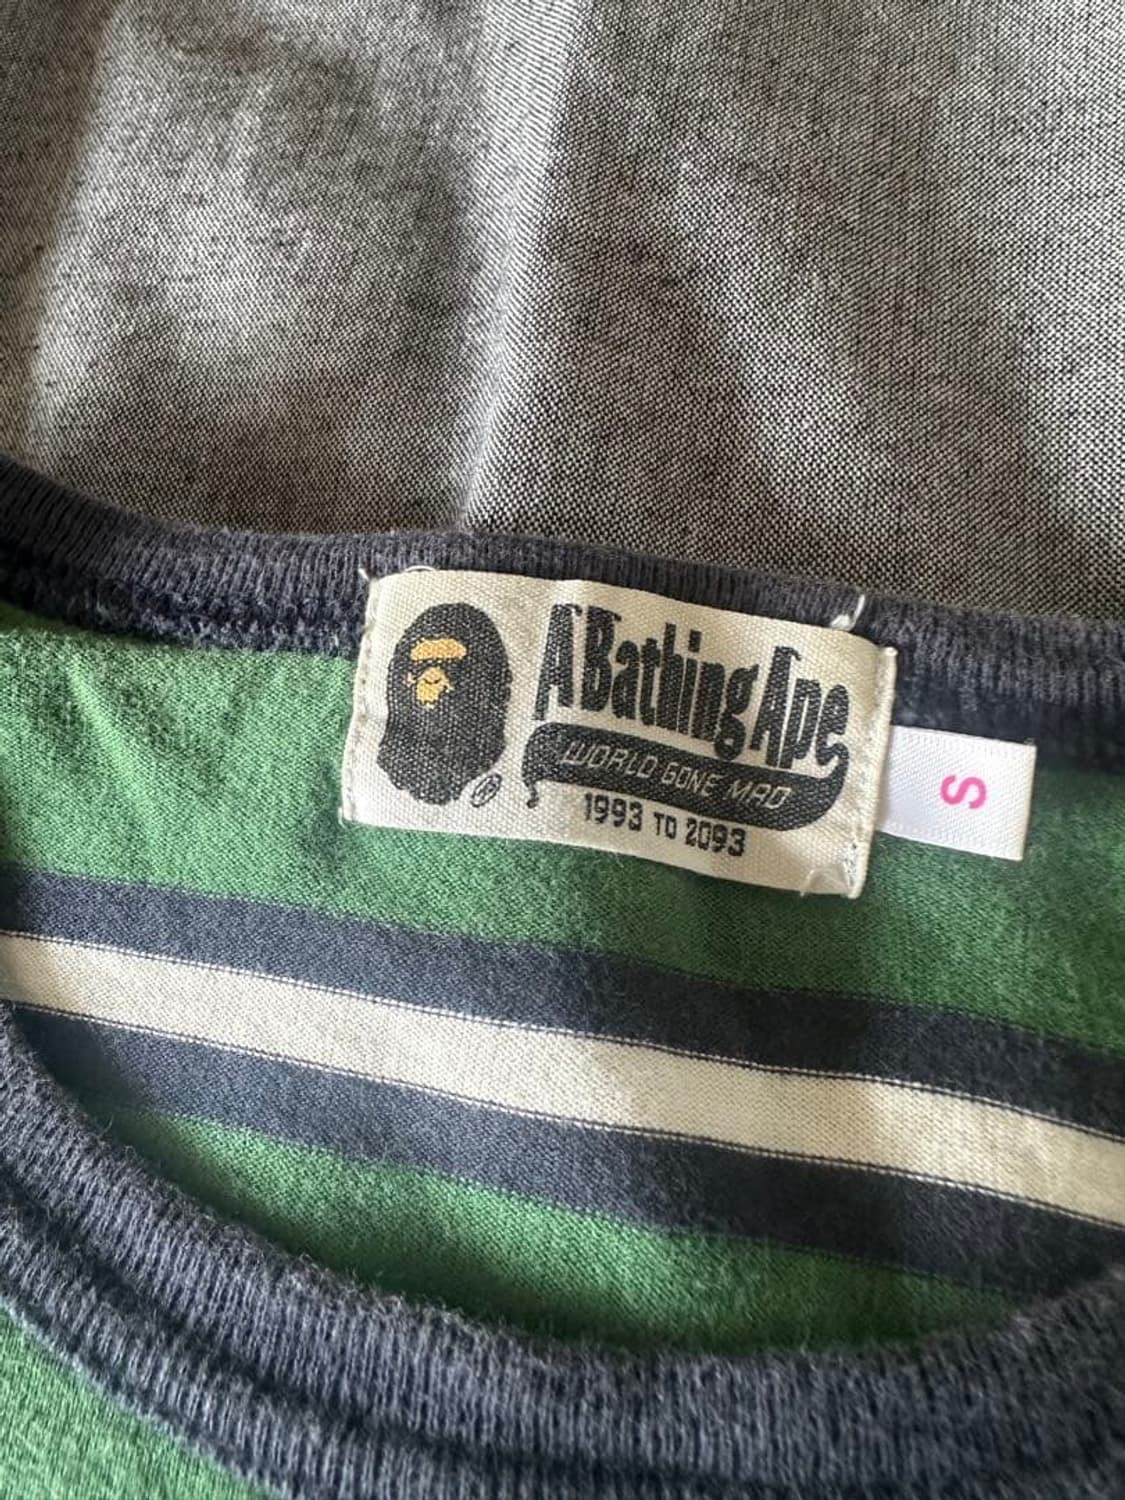 A Bathing Ape
WORLD GONE MAD
1993 TO 2093
®
S